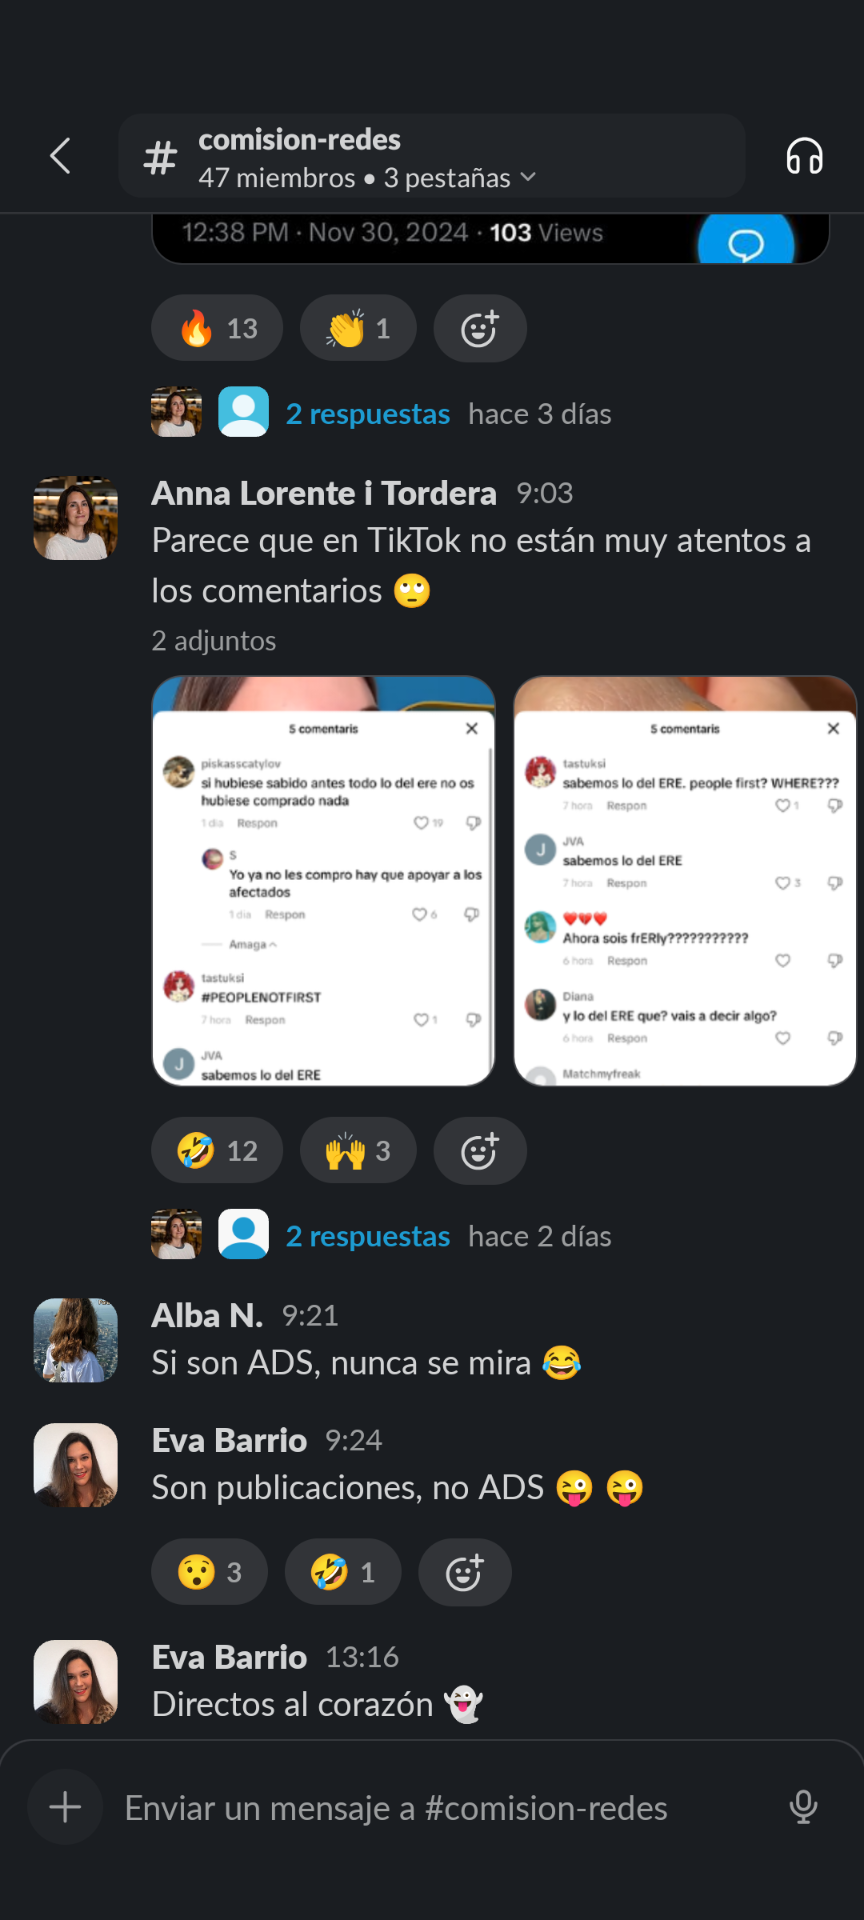 comision-redes
47 miembros • 3 pestañas
12:38 PM · Nov 30, 2024 · 103 Views
13
1
2 respuestas hace 3 días
Anna Lorente i Tordera 9:03
Parece que en TikTok no están muy atentos a
los comentarios 🙄
2 adjuntos
5 comentaris
piskasscatylov
si hubiese sabido antes todo lo del ere no os
hubiese comprado nada
1 dia Respon 19
S
Yo ya no les compro hay que apoyar a los
afectados
1 dia Respon 6
Amaga
tastuksi
#PEOPLENOTFIRST
7 hora Respon 1
J
JVA
sabemos lo del ERE
5 comentaris
tastuksi
sabemos lo del ERE. people first? WHERE???
7 hora Respon 1
J
JVA
sabemos lo del ERE
7 hora Respon 3
❤️❤️❤️
Ahora sois frERly???????????
6 hora Respon
Diana
y lo del ERE que? vais a decir algo?
6 hora Respon
Matchmyfreak
12
3
2 respuestas hace 2 días
Alba N. 9:21
Si son ADS, nunca se mira 😂
Eva Barrio 9:24
Son publicaciones, no ADS 😜 😜
3
1
Eva Barrio 13:16
Directos al corazón 👻
Enviar un mensaje a #comision-redes